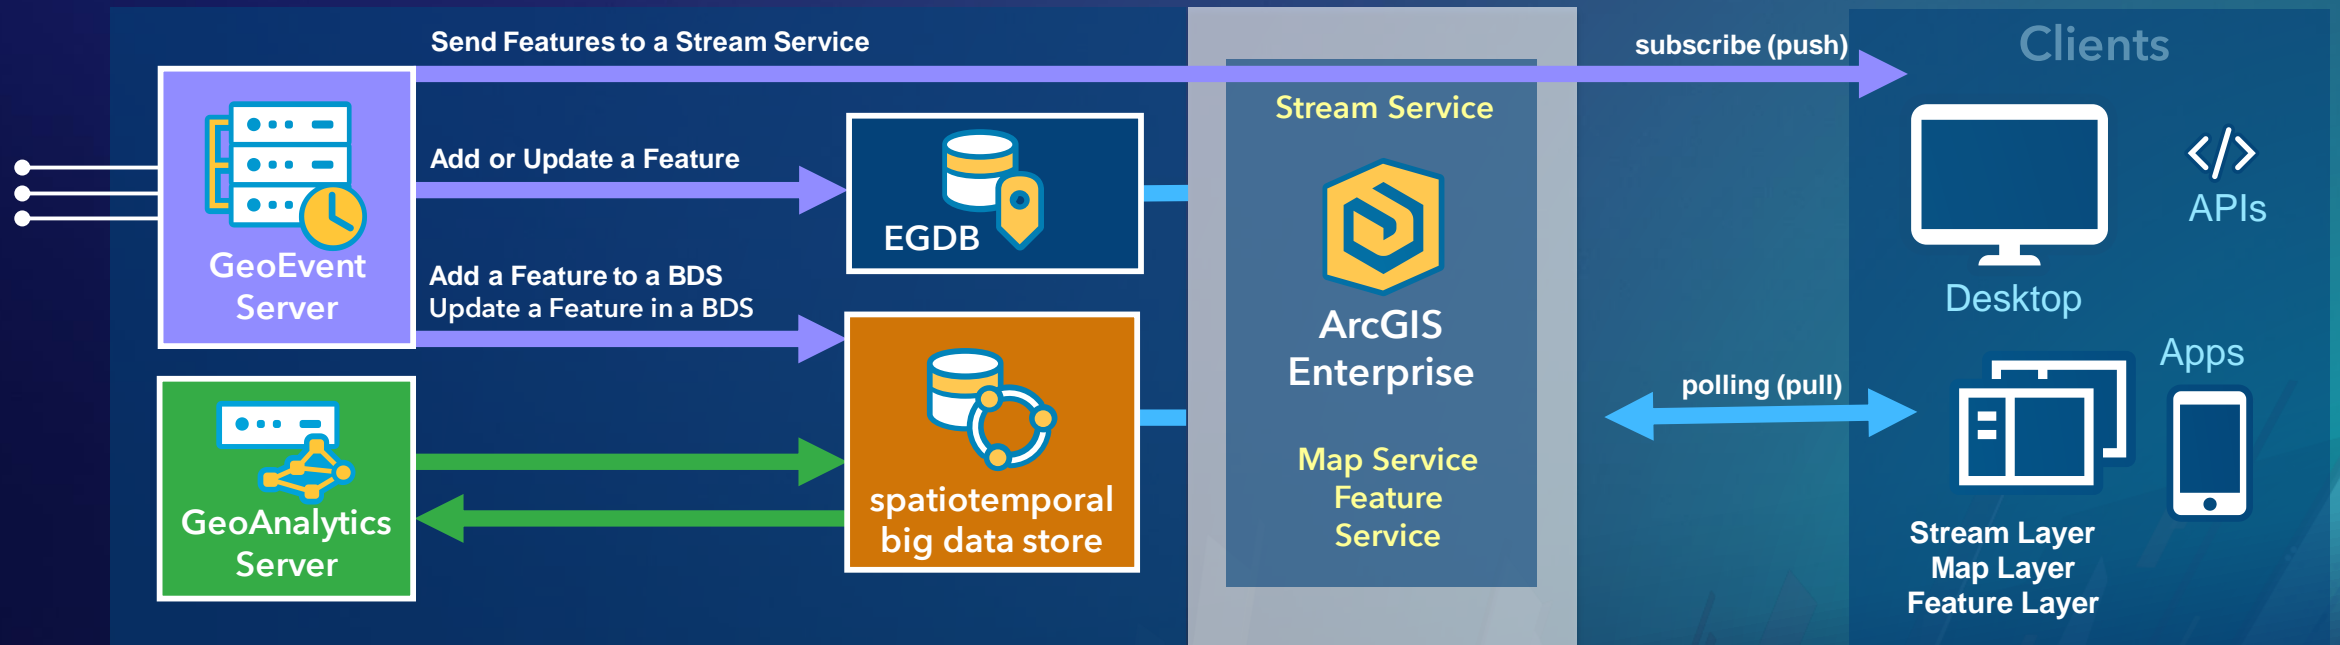 Send Features to a Stream Service
subscribe (push)
Clients
Stream Service
Add or Update a Feature
EGDB
GeoEvent
Server
Add a Feature to a BDS
Update a Feature in a BDS
APIs
Desktop
ArcGIS
Enterprise
Apps
polling (pull)
Map Service
Feature
Service
spatiotemporal
big data store
GeoAnalytics
Server
Stream Layer
Map Layer
Feature Layer